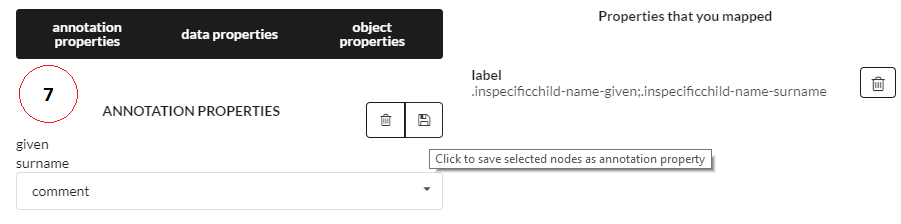 annotation properties
data properties
object properties
Properties that you mapped
7
ANNOTATION PROPERTIES
label
.inspecificchild-name-given;.inspecificchild-name-surname
given
surname
Click to save selected nodes as annotation property
comment